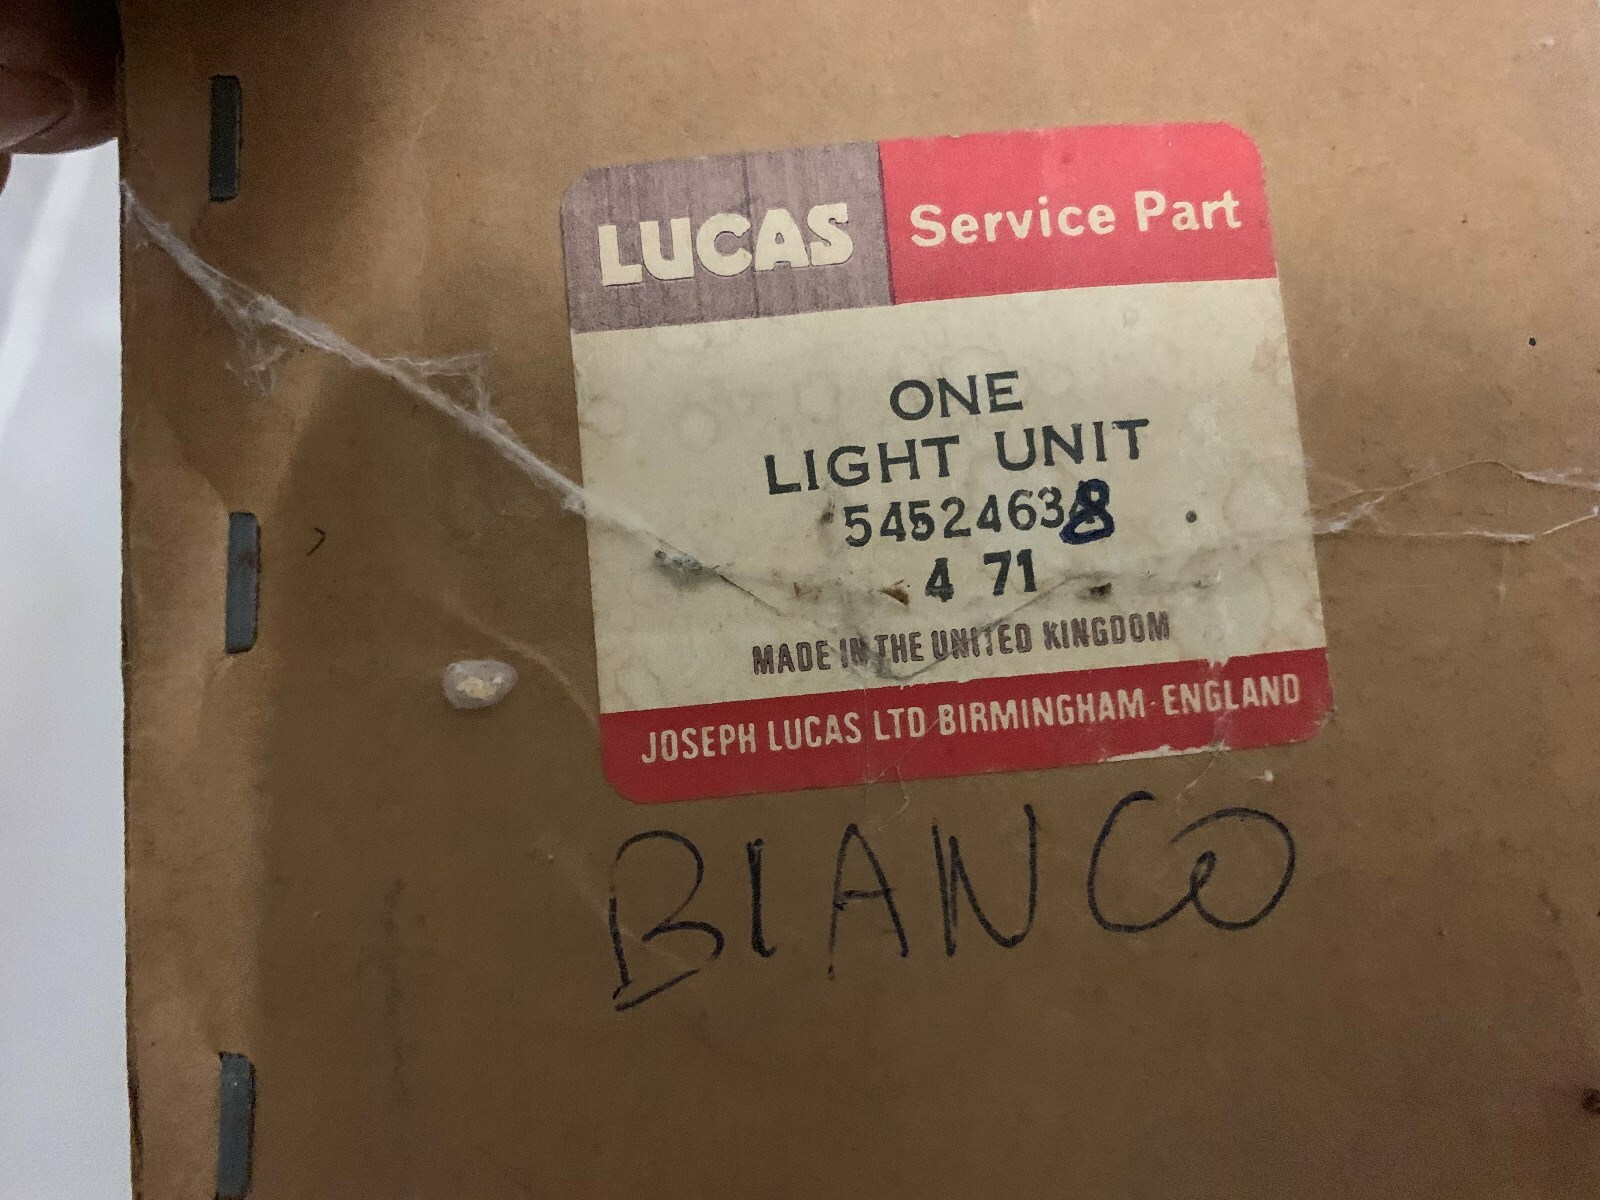 LUCAS Service Part
ONE
LIGHT UNIT
54524638
4 71
MADE IN THE UNITED KINGDOM
JOSEPH LUCAS LTD BIRMINGHAM·ENGLAND
BIANCO